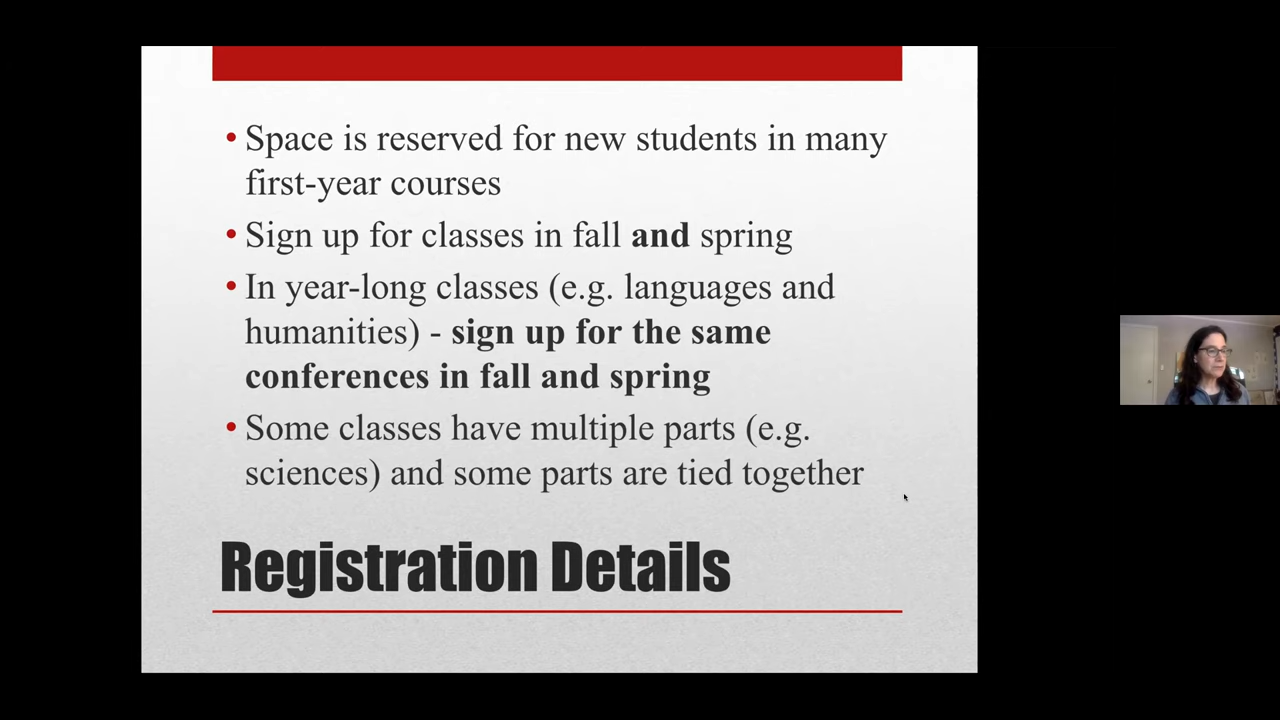 • Space is reserved for new students in many
first-year courses
• Sign up for classes in fall and spring
• In year-long classes (e.g. languages and
humanities) - sign up for the same
conferences in fall and spring
• Some classes have multiple parts (e.g.
sciences) and some parts are tied together
Registration Details